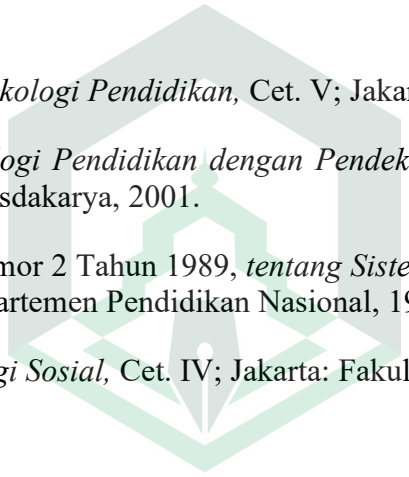 kologi Pendidikan, Cet. V; Jakar
logi Pendidikan dengan Pendek
sdakarya, 2001.
mor 2 Tahun 1989, tentang Siste
artemen Pendidikan Nasional, 19
gi Sosial, Cet. IV; Jakarta: Fakul